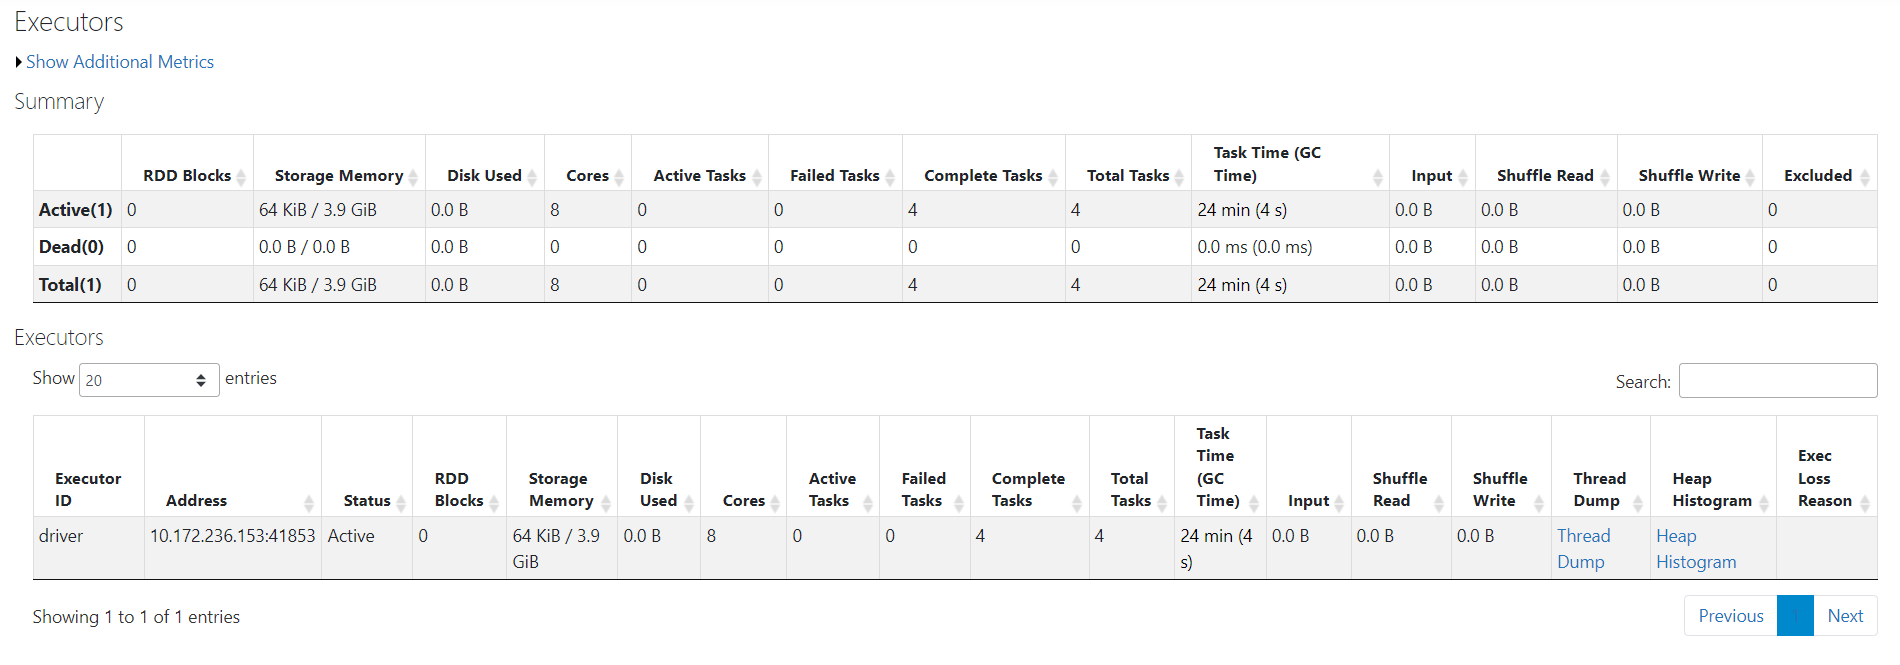 Executors
Show Additional Metrics
Summary
RDD Blocks Storage Memory Disk Used Cores Active Tasks Failed Tasks Complete Tasks Total Tasks Task Time (GC Time) Input Shuffle Read Shuffle Write Excluded
Active(1) 0 64 KiB / 3.9 GiB 0.0 B 8 0 0 4 4 24 min (4 s) 0.0 B 0.0 B 0.0 B 0
Dead(0) 0 0.0 B / 0.0 B 0.0 B 0 0 0 0 0 0.0 ms (0.0 ms) 0.0 B 0.0 B 0.0 B 0
Total(1) 0 64 KiB / 3.9 GiB 0.0 B 8 0 0 4 4 24 min (4 s) 0.0 B 0.0 B 0.0 B 0
Executors
Show 20 entries Search:
Executor ID Address Status RDD Blocks Storage Memory Disk Used Cores Active Tasks Failed Tasks Complete Tasks Total Tasks Task Time (GC Time) Input Shuffle Read Shuffle Write Thread Dump Heap Histogram Exec Loss Reason
driver 10.172.236.153:41853 Active 0 64 KiB / 3.9 GiB 0.0 B 8 0 0 4 4 24 min (4 s) 0.0 B 0.0 B 0.0 B Thread Dump Heap Histogram
Showing 1 to 1 of 1 entries Previous 1 Next